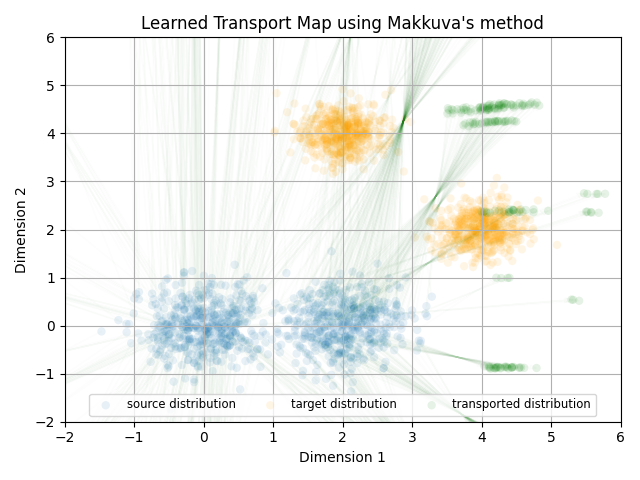 Learned Transport Map using Makkuva's method
6
5
4
3
2
1
0
−1
−2
Dimension 2
source distribution target distribution transported distribution
−2 −1 0 1 2 3 4 5 6
Dimension 1